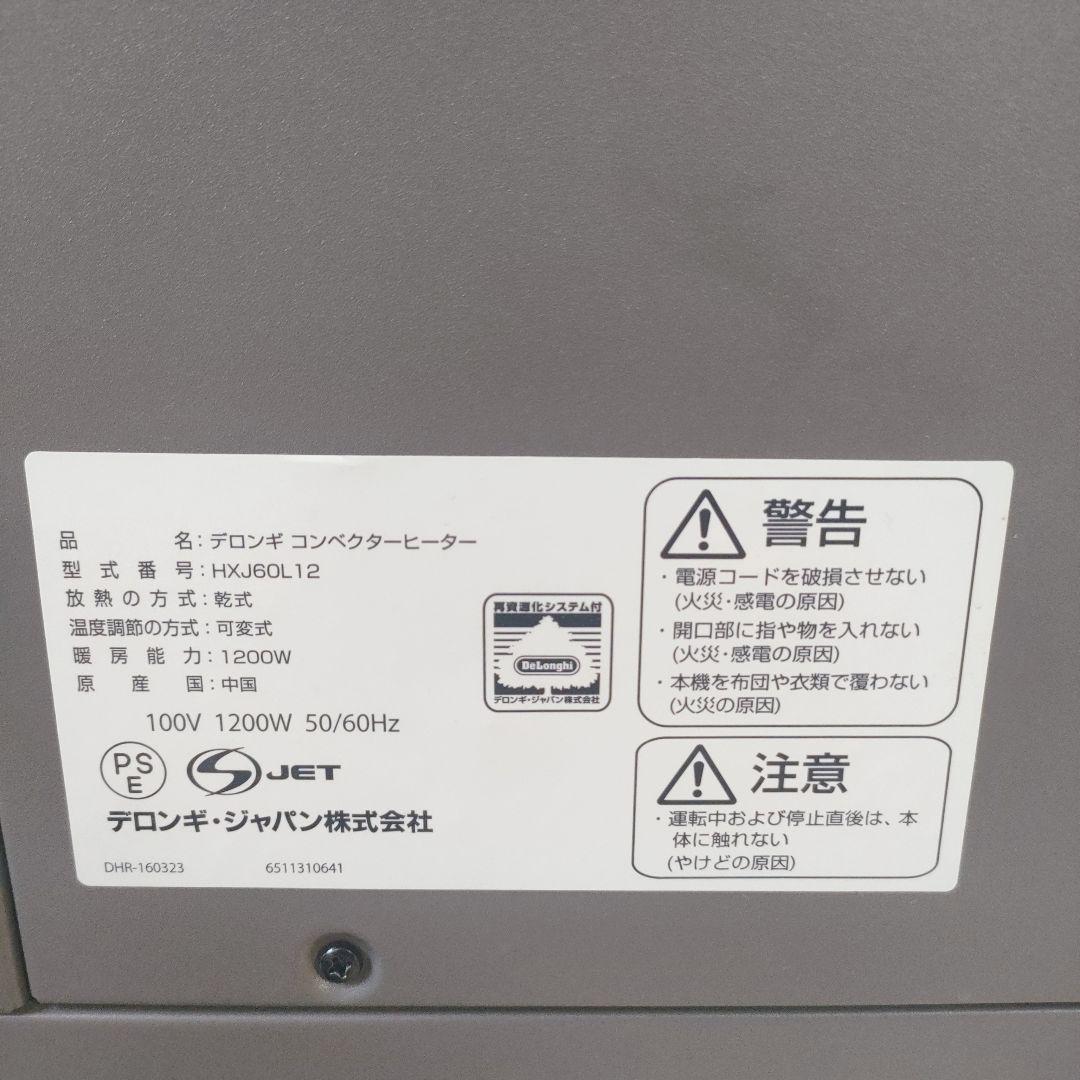 品名:デロンギ コンベクターヒーター
型式番号:HXJ60L12
放熱の方式:乾式
温度調節の方式:可変式
暖房能力:1200W
原産国:中国
100V 1200W 50/60Hz
PS
E
S JET
デロンギ・ジャパン株式会社
DHR-160323 6511310641
再資源化システム付
DeLonghi
デロンギ・ジャパン株式会社
警告
・電源コードを破損させない
(火災・感電の原因)
・開口部に指や物を入れない
(火災・感電の原因)
・本機を布団や衣類で覆わない
(火災の原因)
注意
・運転中および停止直後は、本
体に触れない
(やけどの原因)